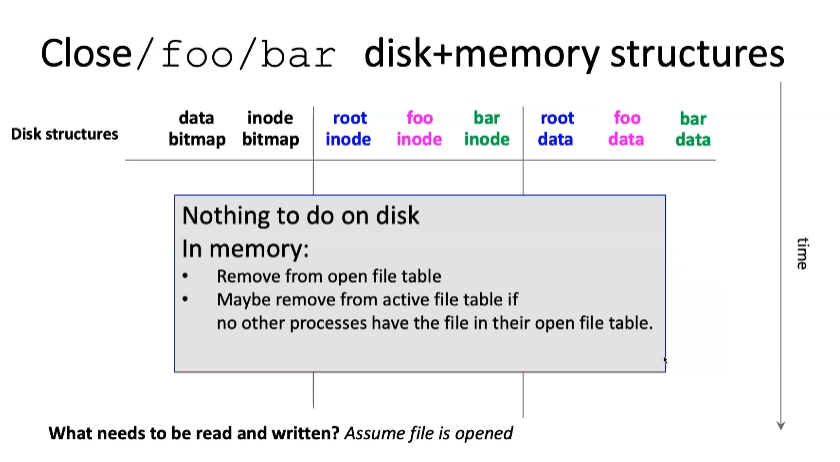 Close/foo/bar disk+memory structures
Disk structures
data bitmap
inode bitmap
root inode
foo inode
bar inode
root data
foo data
bar data
Nothing to do on disk
In memory:
• Remove from open file table
• Maybe remove from active file table if
no other processes have the file in their open file table.
time
What needs to be read and written? Assume file is opened